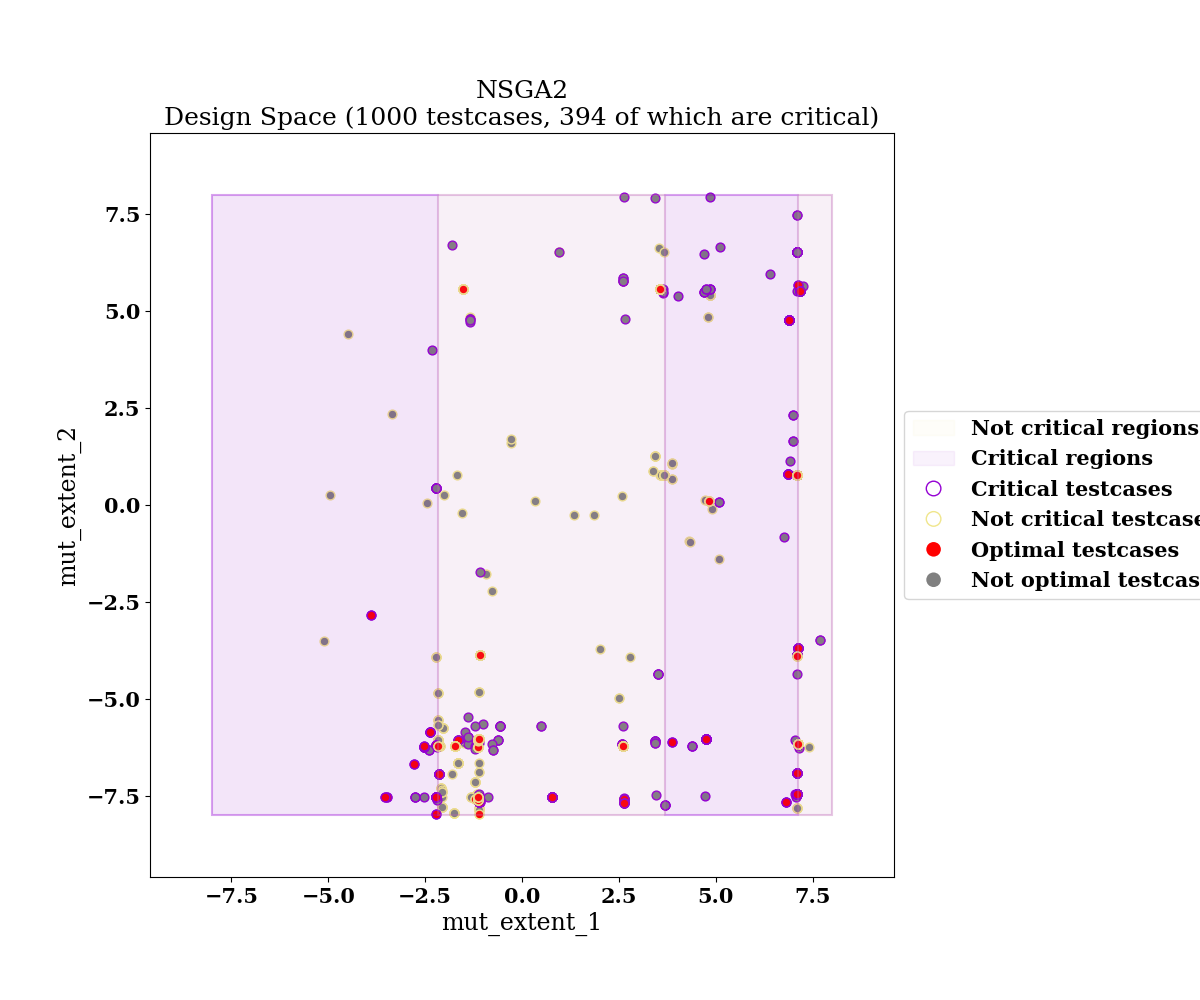 NSGA2
Design Space (1000 testcases, 394 of which are critical)
7.5
5.0
2.5
0.0
−2.5
−5.0
−7.5
mut_extent_2
−7.5
−5.0
−2.5
0.0
2.5
5.0
7.5
mut_extent_1
Not critical regions
Critical regions
Critical testcases
Not critical testcase
Optimal testcases
Not optimal testcas